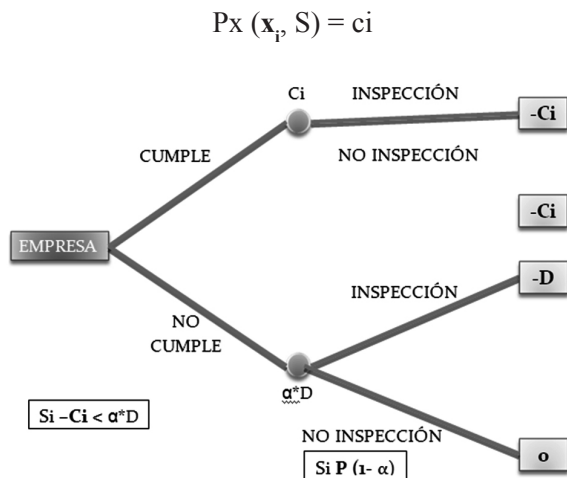 Px (xᵢ, S) = ci
Ci
INSPECCIÓN
-Ci
CUMPLE
NO INSPECCIÓN
-Ci
EMPRESA
-D
INSPECCIÓN
NO
CUMPLE
α*D
Si –Ci < α*D
NO INSPECCIÓN
o
Si P (1- α)